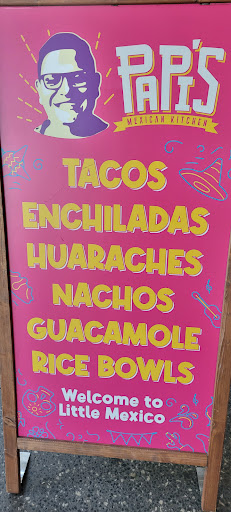 PAPI'S
MEXICAN KITCHEN
TACOS
ENCHILADAS
HUARACHES
NACHOS
GUACAMOLE
RICE BOWLS
Welcome to
Little Mexico